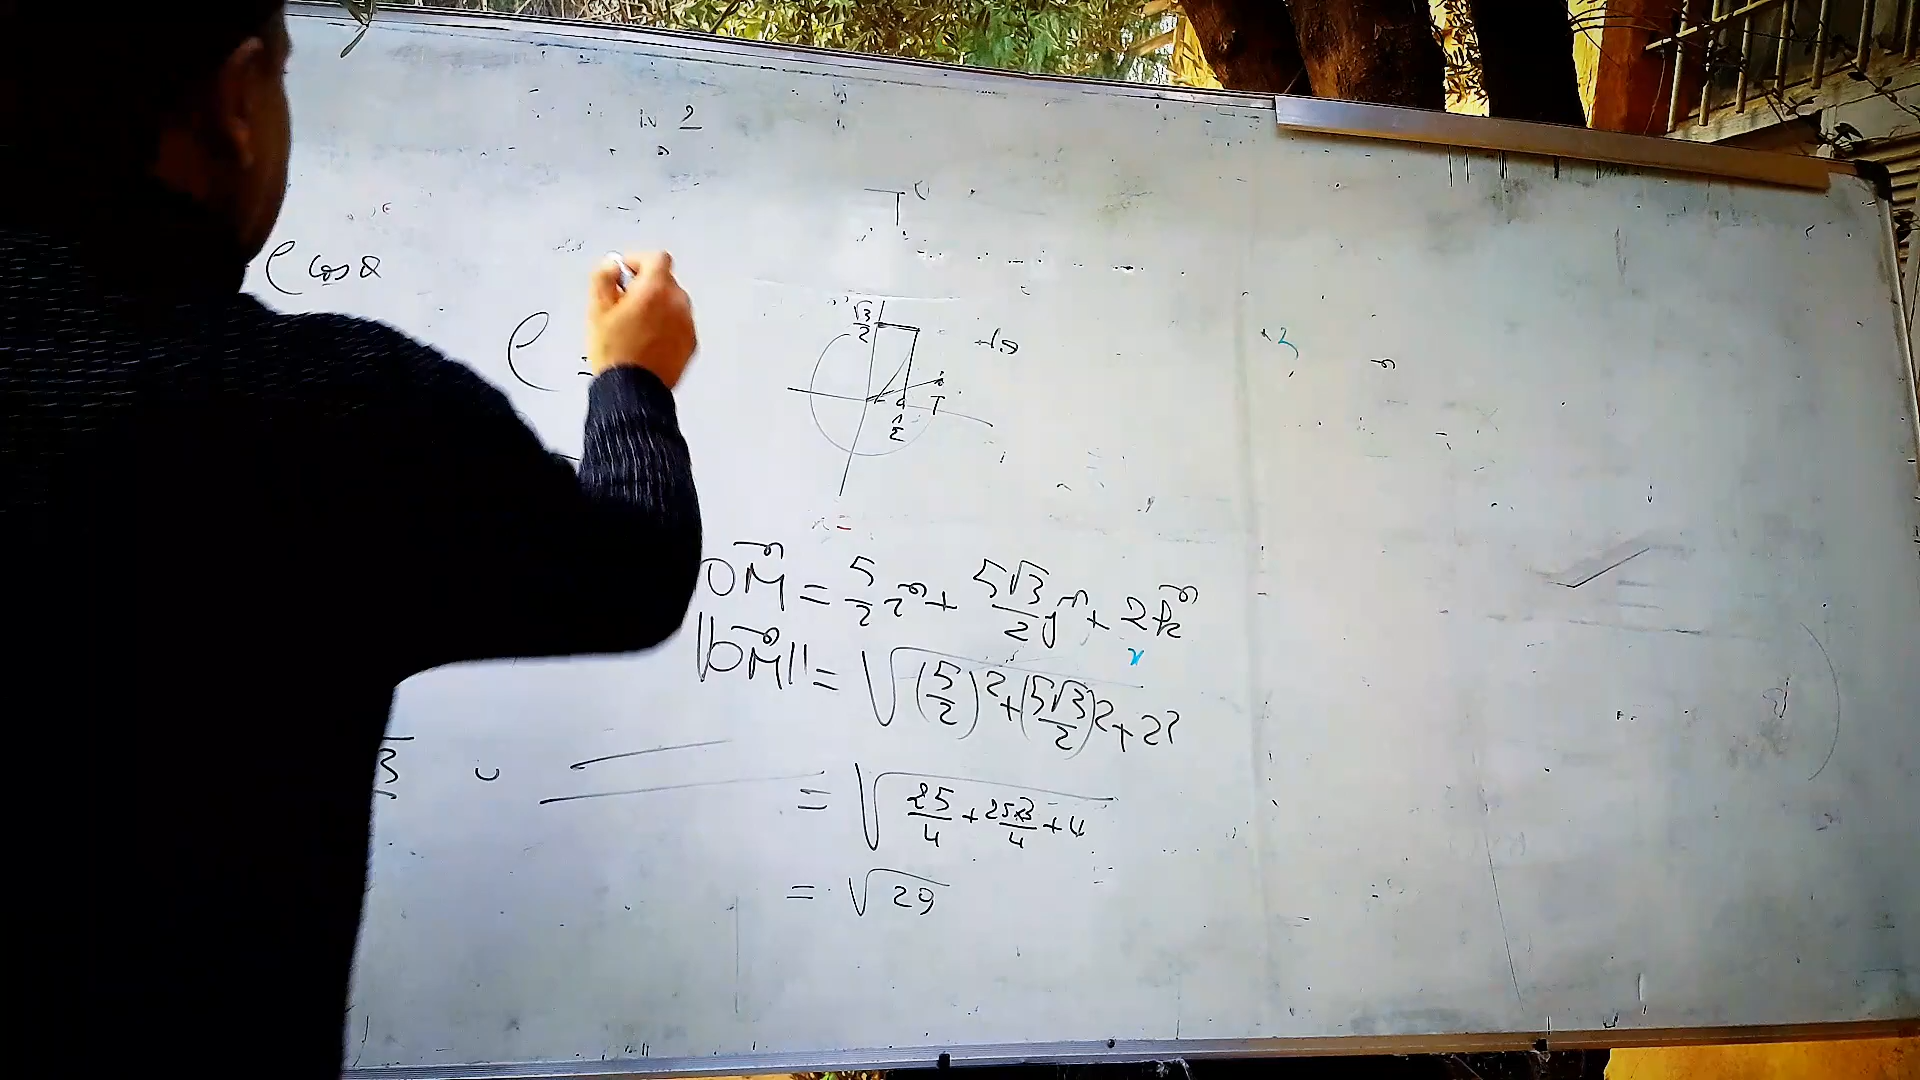 ρ cos θ
ρ =
√3/2
1/2
OM⃗ = 5/2 i⃗ + 5√3/2 j⃗ + 2k⃗
||OM⃗|| = √((5/2)² + (5√3/2)² + 2²)
= √(25/4 + 25×3/4 + 4)
= √29